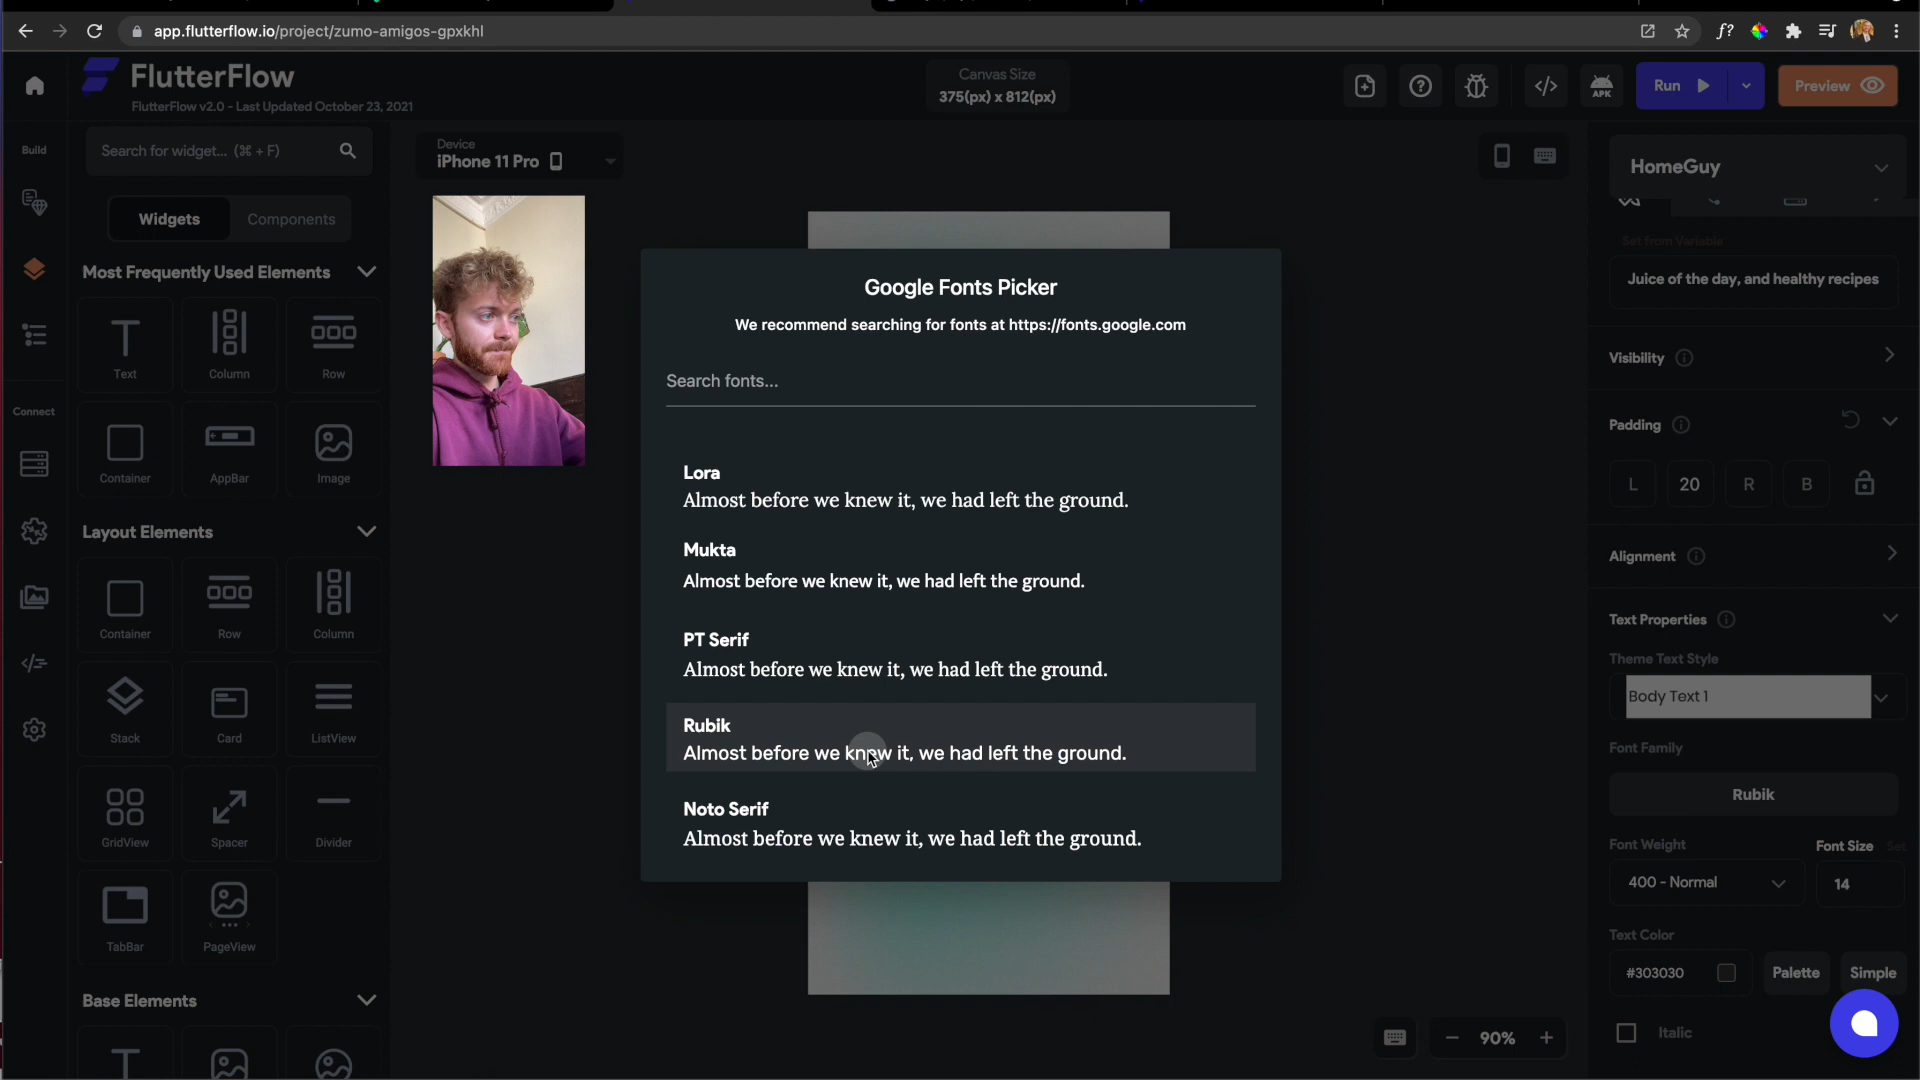 app.flutterflow.io/project/zumo-amigos-gpxkhl
f?
FlutterFlow
FlutterFlow v2.0 - Last Updated October 23, 2021
Canvas Size
375(px) x 812(px)
APK
Run
Preview
Build
Search for widget... (⌘ + F)
Device
iPhone 11 Pro
HomeGuy
Widgets
Components
Set from Variable
Juice of the day, and healthy recipes
Most Frequently Used Elements
Text
Column
Row
Connect
Container
AppBar
Image
Layout Elements
Container
Row
Column
Stack
Card
ListView
GridView
Spacer
Divider
TabBar
PageView
Base Elements
Google Fonts Picker
We recommend searching for fonts at https://fonts.google.com
Search fonts...
Lora
Almost before we knew it, we had left the ground.
Mukta
Almost before we knew it, we had left the ground.
PT Serif
Almost before we knew it, we had left the ground.
Rubik
Almost before we knew it, we had left the ground.
Noto Serif
Almost before we knew it, we had left the ground.
Visibility
Padding
L
20
R
B
Alignment
Text Properties
Theme Text Style
Body Text 1
Font Family
Rubik
Font Weight
Font Size
Set
400 - Normal
14
Text Color
#303030
Palette
Simple
Italic
90%